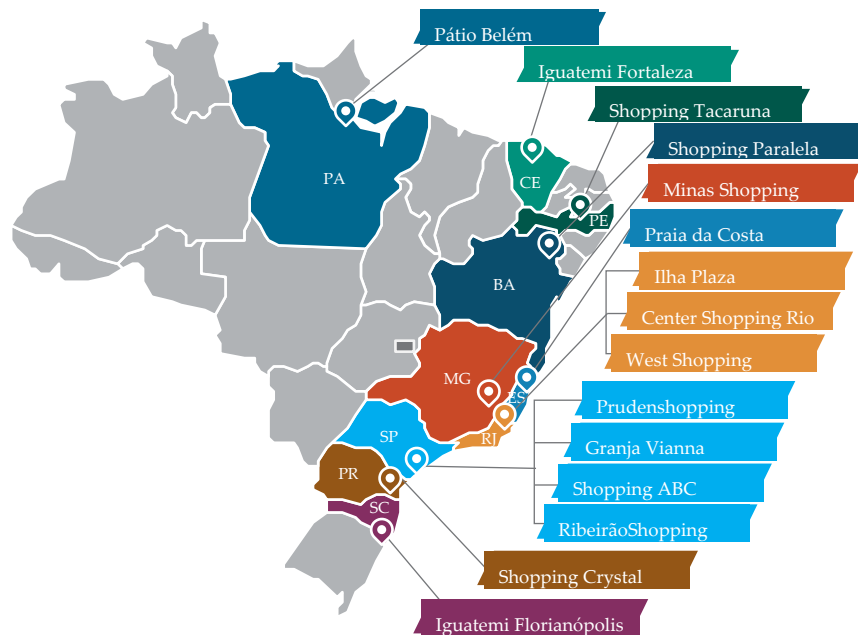 Pátio Belém
Iguatemi Fortaleza
Shopping Tacaruna
Shopping Paralela
Minas Shopping
Praia da Costa
Ilha Plaza
Center Shopping Rio
West Shopping
Prudenshopping
Granja Vianna
Shopping ABC
RibeirãoShopping
Shopping Crystal
Iguatemi Florianópolis
PA
CE
PE
BA
MG
ES
RJ
SP
PR
SC